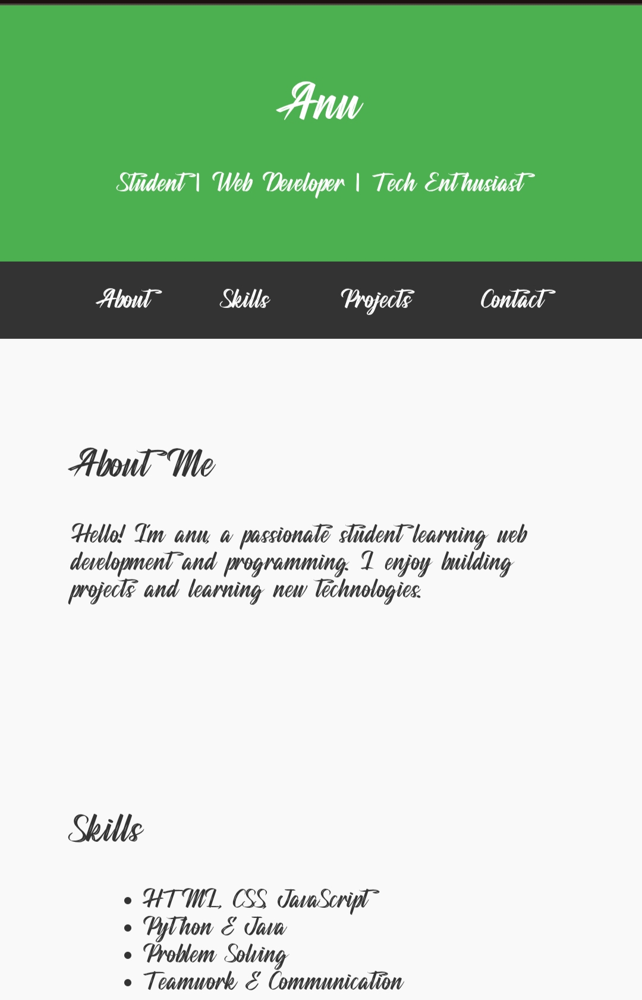 Anu
Student | Web Developer | Tech Enthusiast
About Skills Projects Contact
About Me
Hello! I'm anu, a passionate student learning web
development and programming. I enjoy building
projects and learning new technologies.
Skills
• HTML, CSS, JavaScript
• Python & Java
• Problem Solving
• Teamwork & Communication